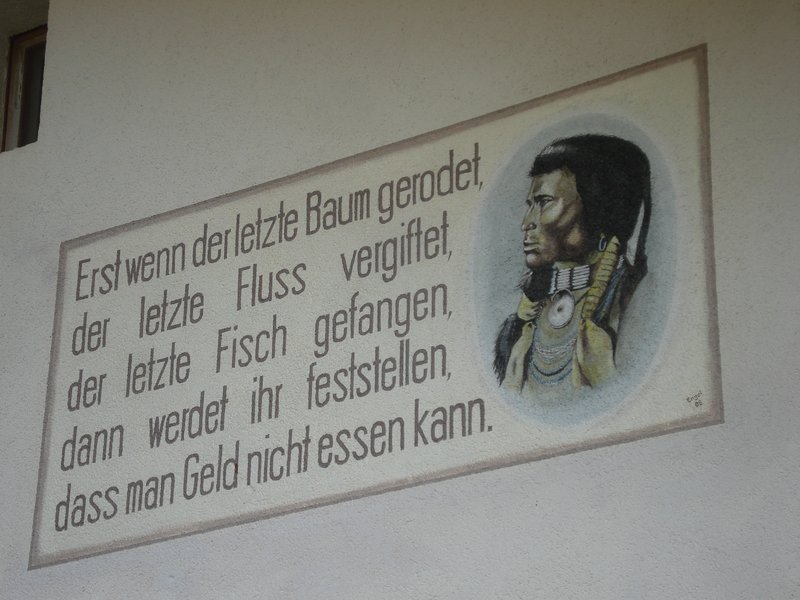 Erst wenn der letzte Baum gerodet,
der letzte Fluss vergiftet,
der letzte Fisch gefangen,
dann werdet ihr feststellen,
dass man Geld nicht essen kann.